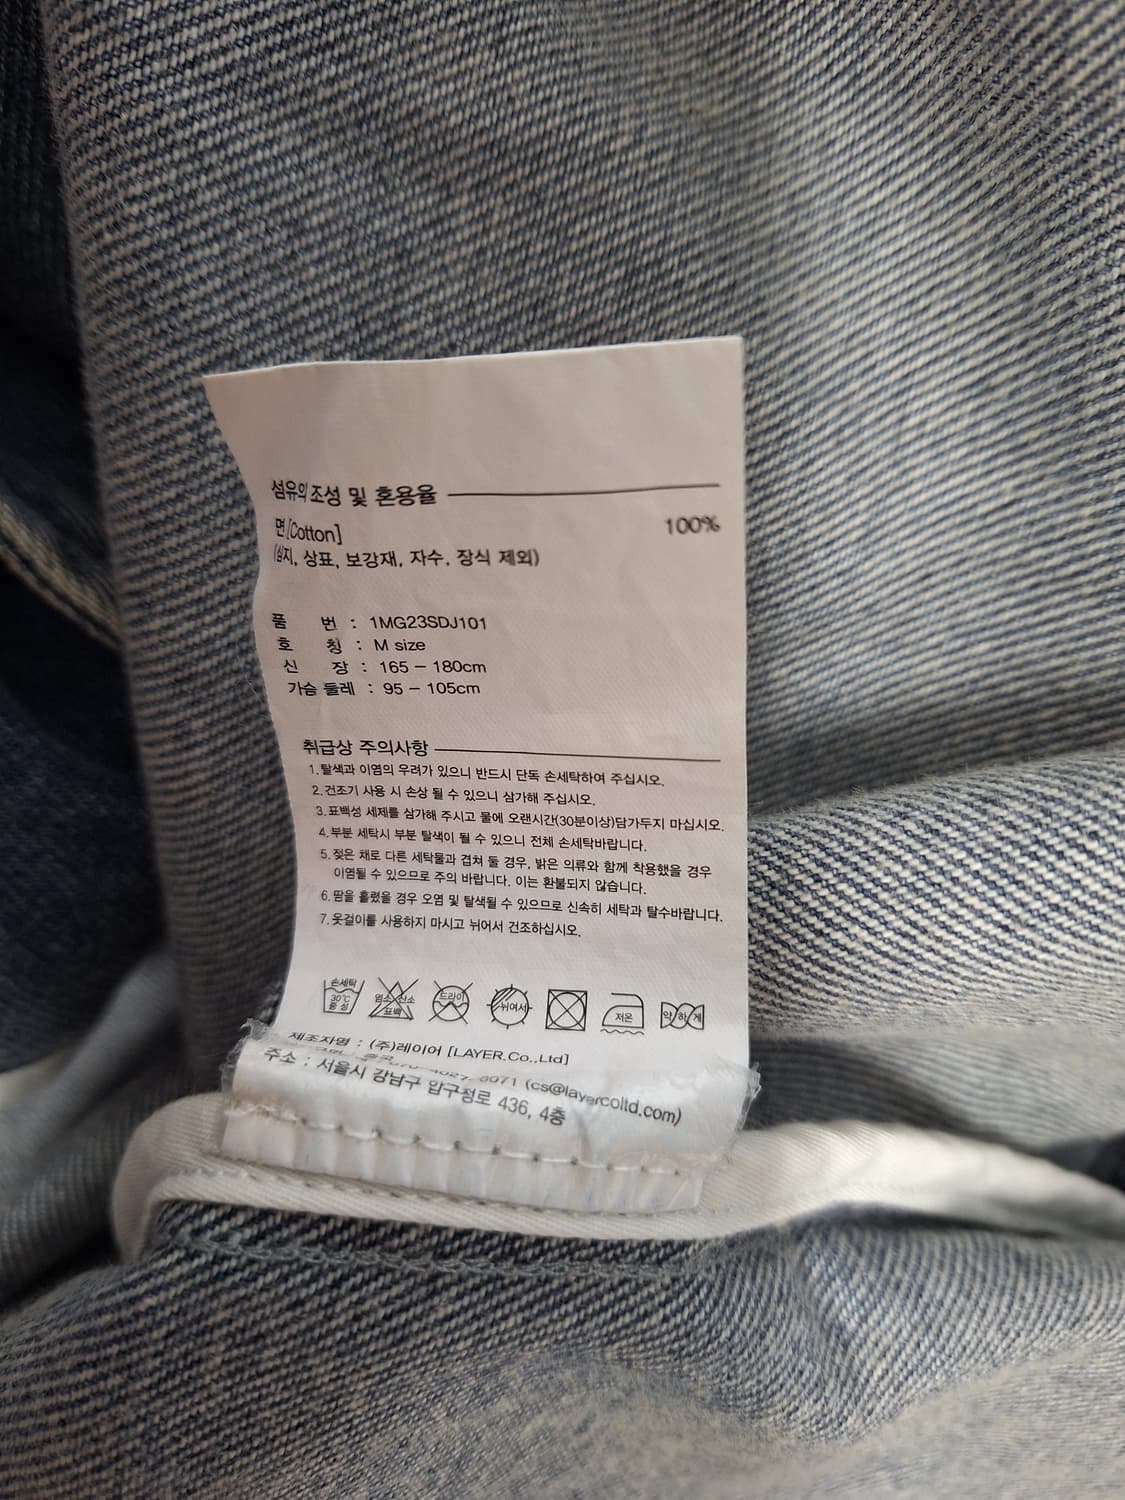 섬유의 조성 및 혼용율
면[Cotton] 100%
(심지, 상표, 보강재, 자수, 장식 제외)
품 번 : 1MG23SDJ101
호 칭 : M size
신 장 : 165 - 180cm
가슴 둘레 : 95 - 105cm
취급상 주의사항
1. 탈색과 이염의 우려가 있으니 반드시 단독 손세탁하여 주십시오.
2. 건조기 사용 시 손상 될 수 있으니 삼가해 주십시오.
3. 표백성 세제를 삼가해 주시고 물에 오랜시간(30분이상)담가두지 마십시오.
4. 부분 세탁시 부분 탈색이 될 수 있으니 전체 손세탁바랍니다.
5. 젖은 채로 다른 세탁물과 겹쳐 둘 경우, 밝은 의류와 함께 착용했을 경우
이염될 수 있으므로 주의 바랍니다. 이는 환불되지 않습니다.
6. 땀을 흘렸을 경우 오염 및 탈색될 수 있으므로 신속히 세탁과 탈수바랍니다.
7. 옷걸이를 사용하지 마시고 뉘어서 건조하십시오.
손세탁 30℃ 중성 염소 산소 표백 드라이 뉘여서 저온 약하게
제조자명 : (주)레이어 [LAYER.Co.,Ltd]
(cs@layercoltd.com)
주소 : 서울시 강남구 압구정로 436, 4층